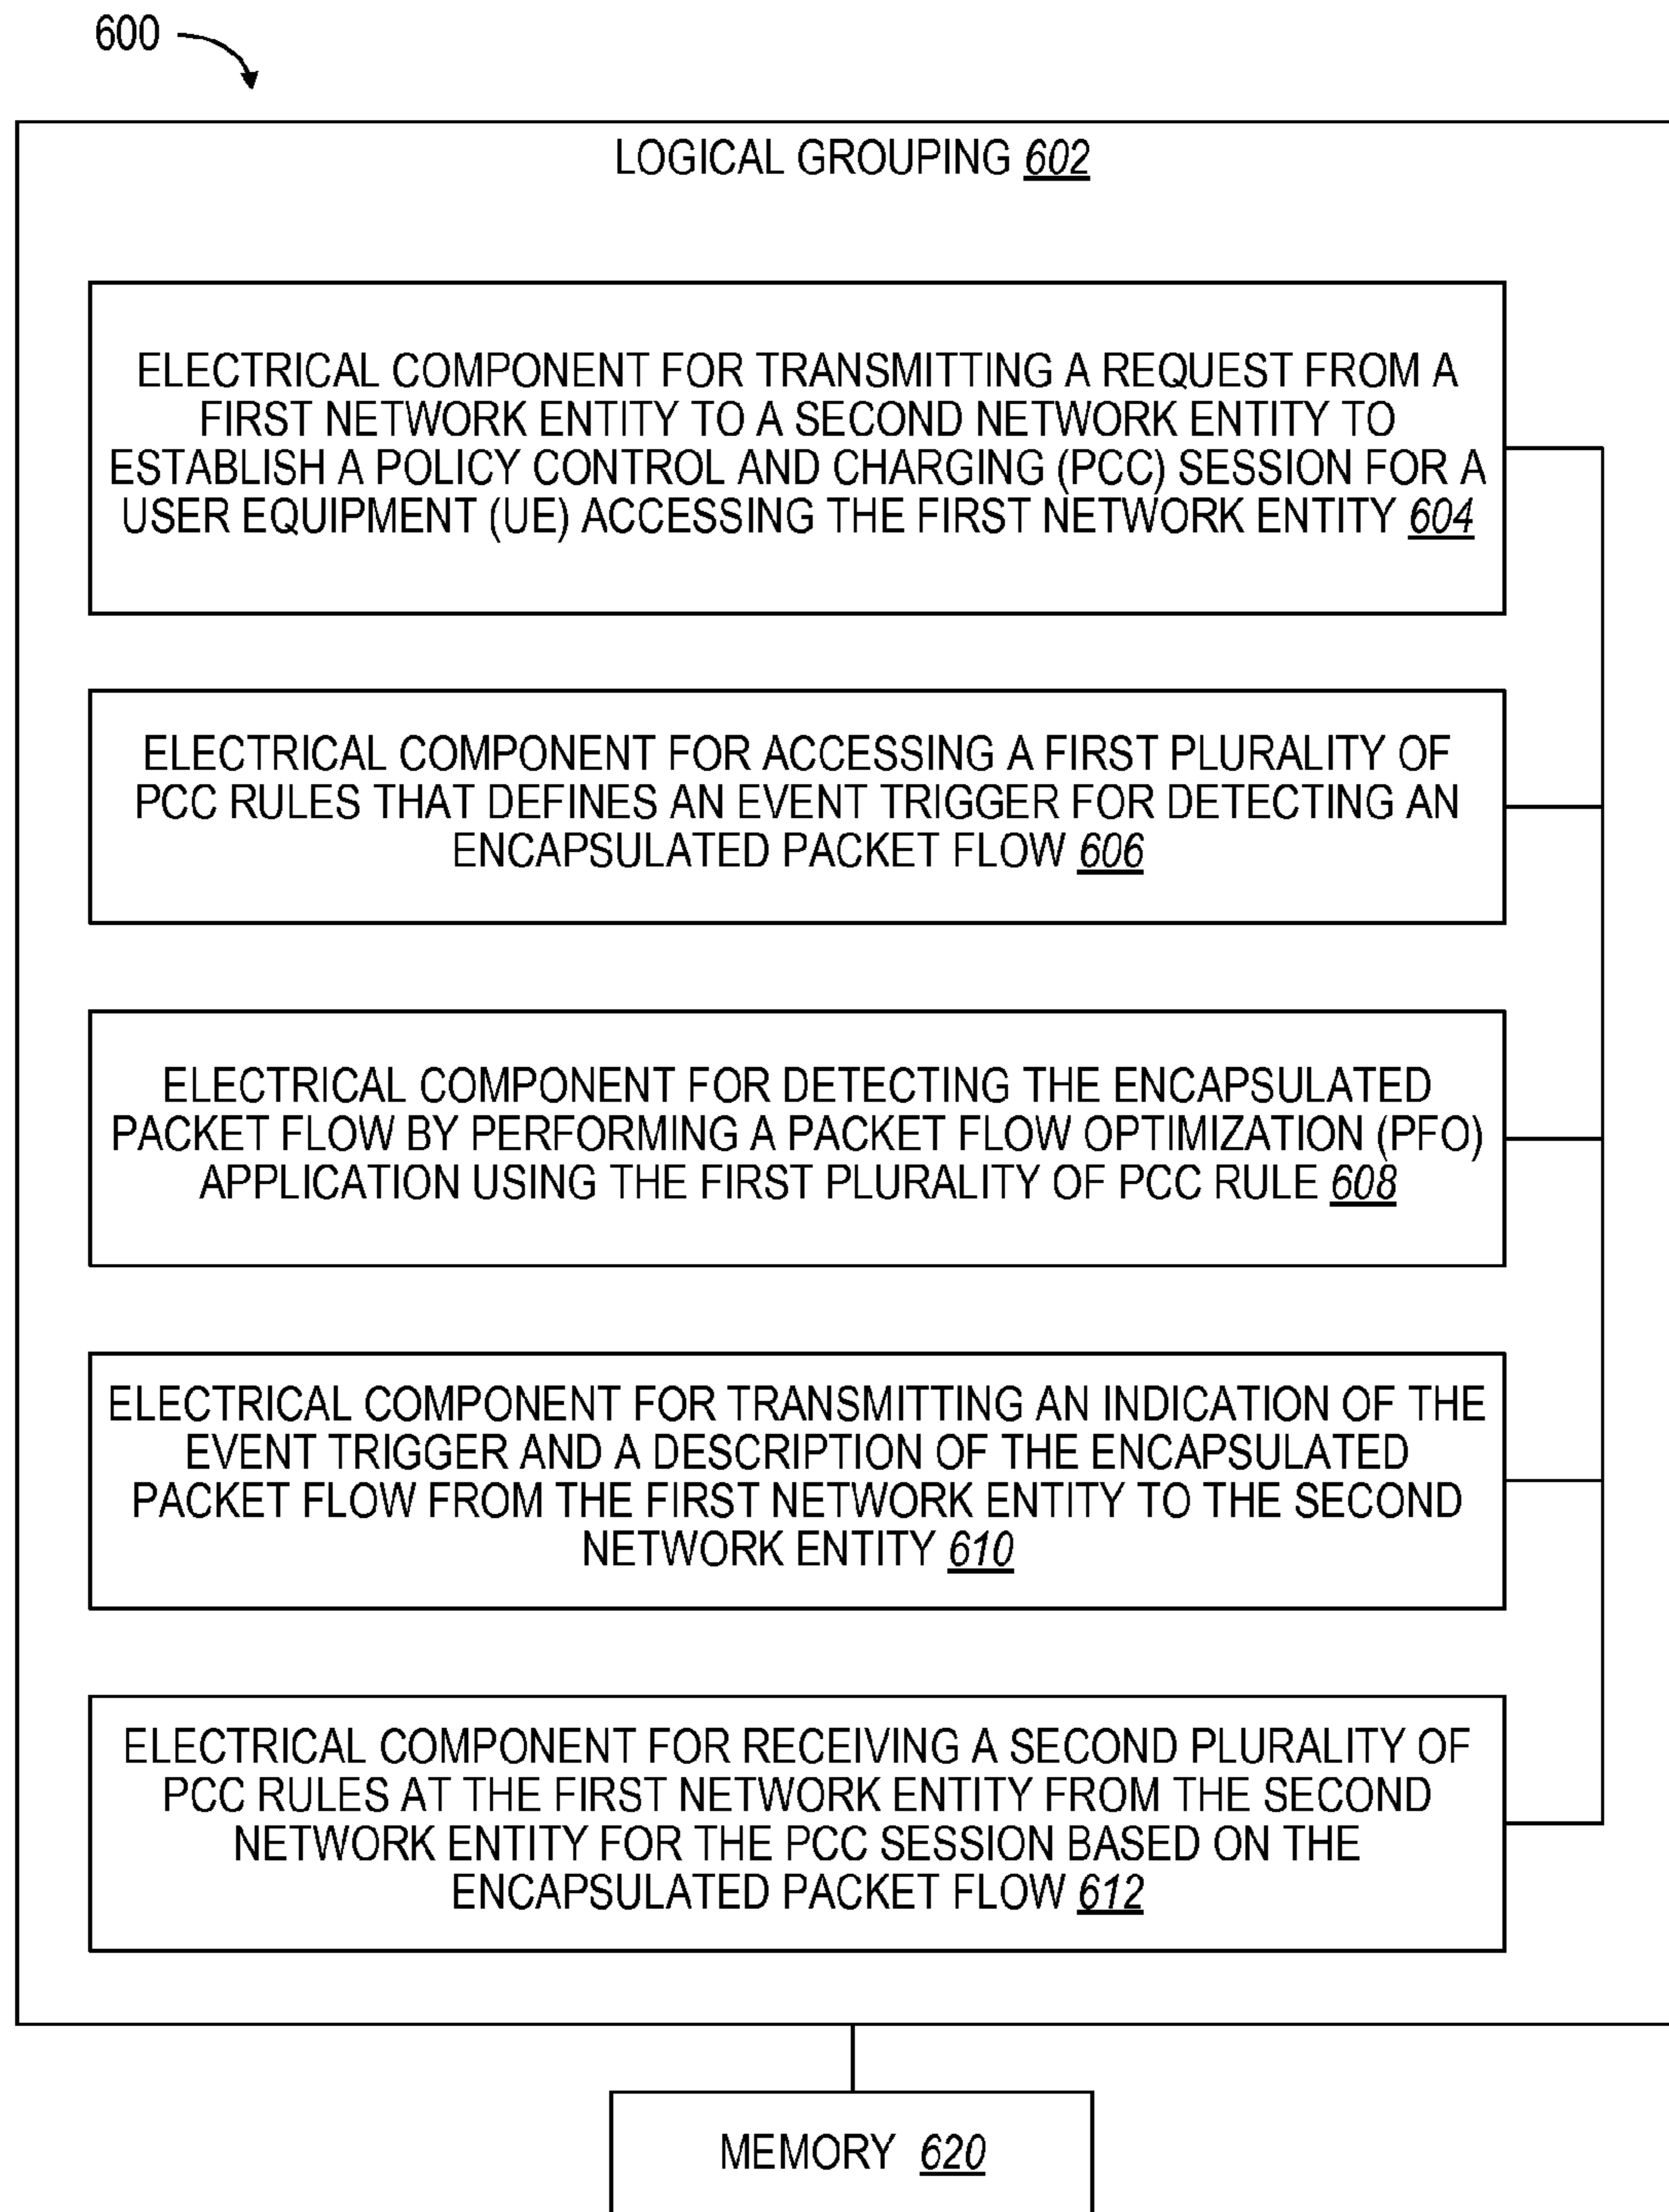 600
LOGICAL GROUPING 602
ELECTRICAL COMPONENT FOR TRANSMITTING A REQUEST FROM A
FIRST NETWORK ENTITY TO A SECOND NETWORK ENTITY TO
ESTABLISH A POLICY CONTROL AND CHARGING (PCC) SESSION FOR A
USER EQUIPMENT (UE) ACCESSING THE FIRST NETWORK ENTITY 604
ELECTRICAL COMPONENT FOR ACCESSING A FIRST PLURALITY OF
PCC RULES THAT DEFINES AN EVENT TRIGGER FOR DETECTING AN
ENCAPSULATED PACKET FLOW 606
ELECTRICAL COMPONENT FOR DETECTING THE ENCAPSULATED
PACKET FLOW BY PERFORMING A PACKET FLOW OPTIMIZATION (PFO)
APPLICATION USING THE FIRST PLURALITY OF PCC RULE 608
ELECTRICAL COMPONENT FOR TRANSMITTING AN INDICATION OF THE
EVENT TRIGGER AND A DESCRIPTION OF THE ENCAPSULATED
PACKET FLOW FROM THE FIRST NETWORK ENTITY TO THE SECOND
NETWORK ENTITY 610
ELECTRICAL COMPONENT FOR RECEIVING A SECOND PLURALITY OF
PCC RULES AT THE FIRST NETWORK ENTITY FROM THE SECOND
NETWORK ENTITY FOR THE PCC SESSION BASED ON THE
ENCAPSULATED PACKET FLOW 612
MEMORY 620